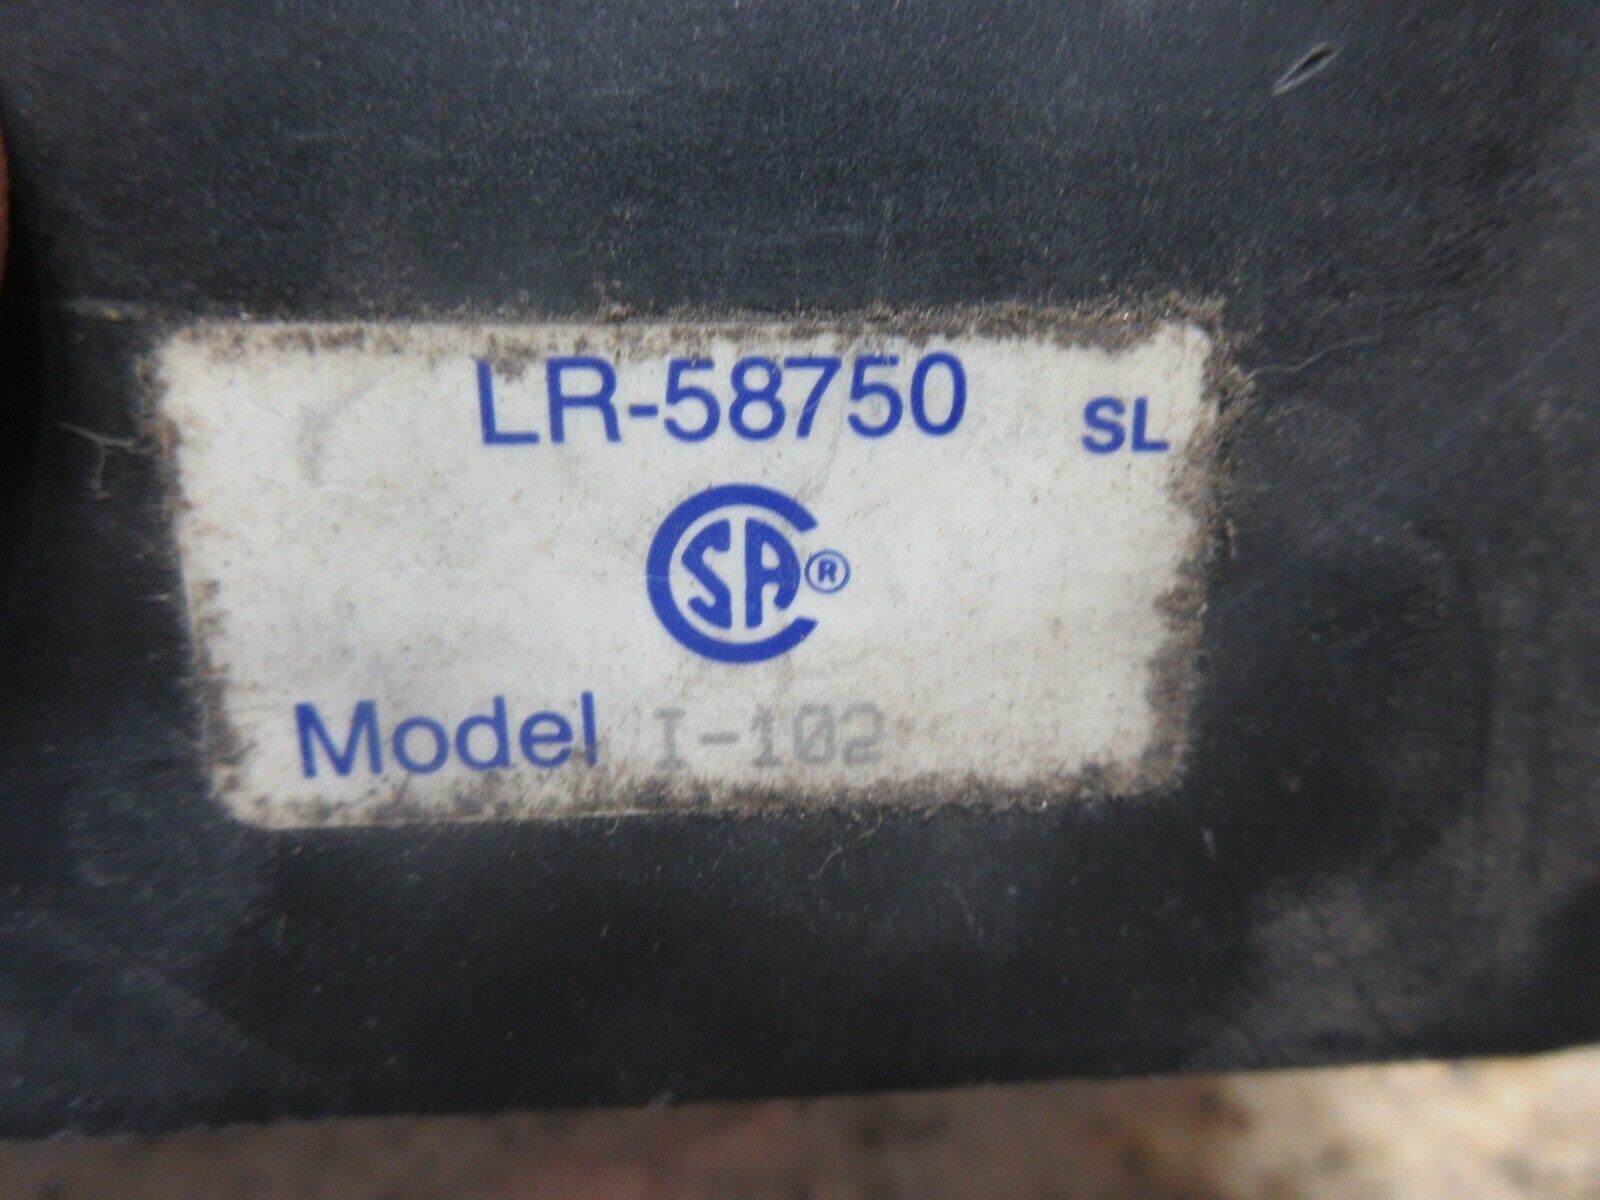 LR-58750 SL
CSA®
Model I-102